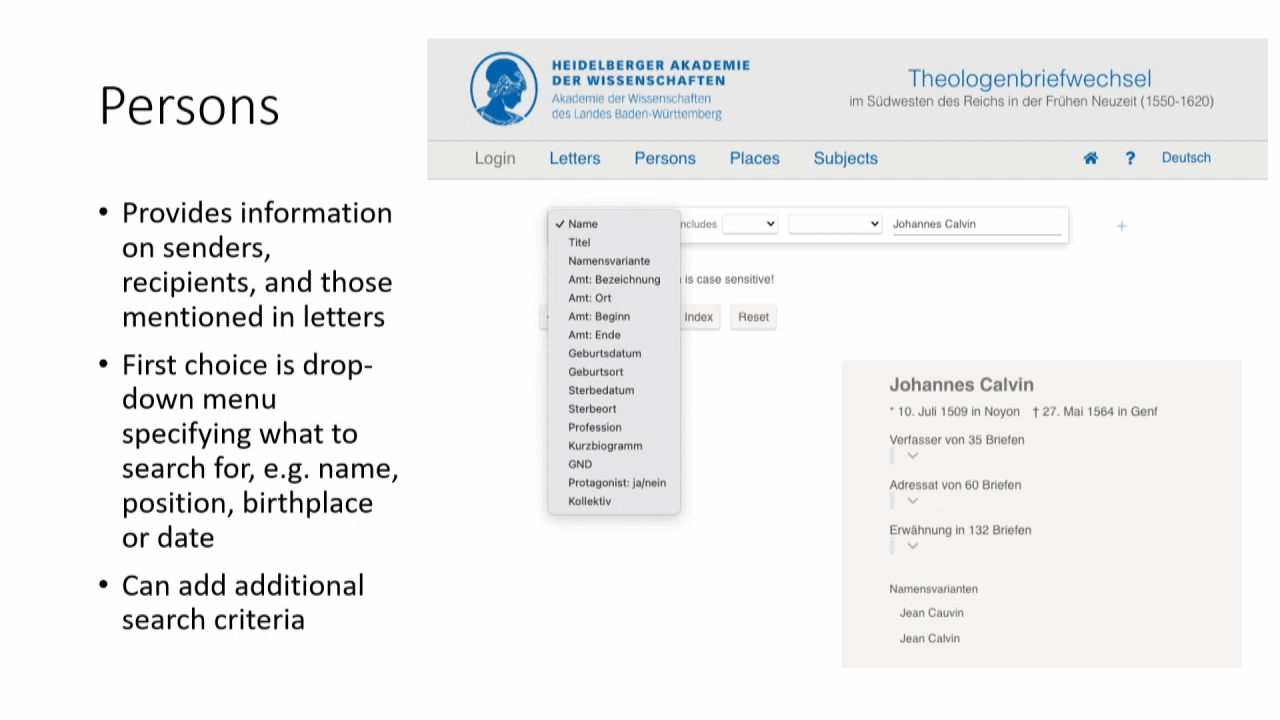 Persons
• Provides information
on senders,
recipients, and those
mentioned in letters
• First choice is drop-
down menu
specifying what to
search for, e.g. name,
position, birthplace
or date
• Can add additional
search criteria
HEIDELBERGER AKADEMIE
DER WISSENSCHAFTEN
Akademie der Wissenschaften
des Landes Baden-Württemberg
Theologenbriefwechsel
im Südwesten des Reichs in der Frühen Neuzeit (1550-1620)
Login Letters Persons Places Subjects ? Deutsch
✓ Name
Titel
Namensvariante
Amt: Bezeichnung
Amt: Ort
Amt: Beginn
Amt: Ende
Geburtsdatum
Geburtsort
Sterbedatum
Sterbeort
Profession
Kurzbiogramm
GND
Protagonist: ja/nein
Kollektiv
ncludes Johannes Calvin +
is case sensitive!
Index Reset
Johannes Calvin
* 10. Juli 1509 in Noyon † 27. Mai 1564 in Genf
Verfasser von 35 Briefen
Adressat von 60 Briefen
Erwähnung in 132 Briefen
Namensvarianten
Jean Cauvin
Jean Calvin